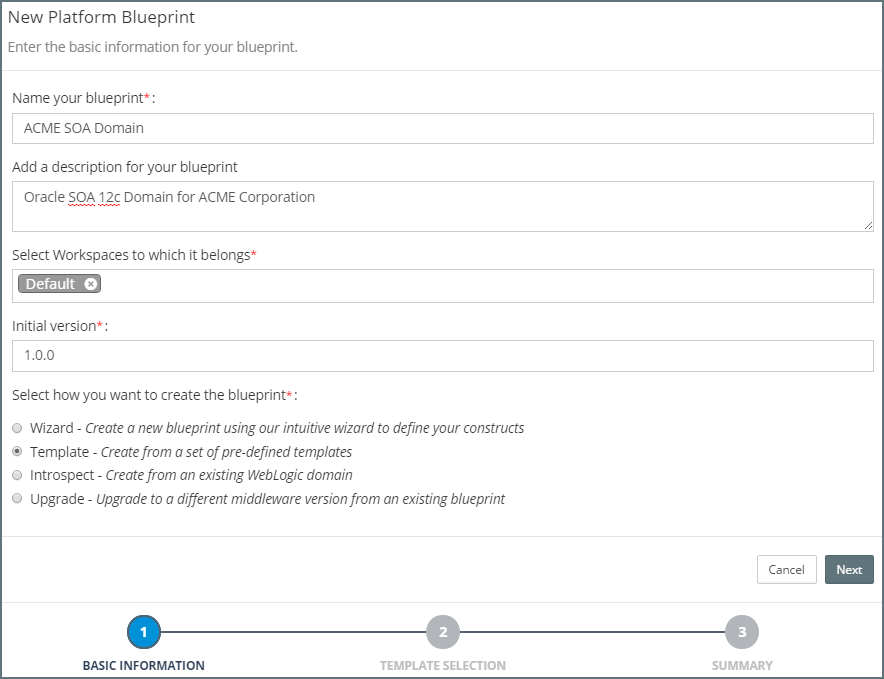 New Platform Blueprint
Enter the basic information for your blueprint.
Name your blueprint*:
ACME SOA Domain
Add a description for your blueprint
Oracle SOA 12c Domain for ACME Corporation
Select Workspaces to which it belongs*
Default
Initial version*:
1.0.0
Select how you want to create the blueprint*:
Wizard - Create a new blueprint using our intuitive wizard to define your constructs
Template - Create from a set of pre-defined templates
Introspect - Create from an existing WebLogic domain
Upgrade - Upgrade to a different middleware version from an existing blueprint
Cancel Next
1 2 3
BASIC INFORMATION TEMPLATE SELECTION SUMMARY